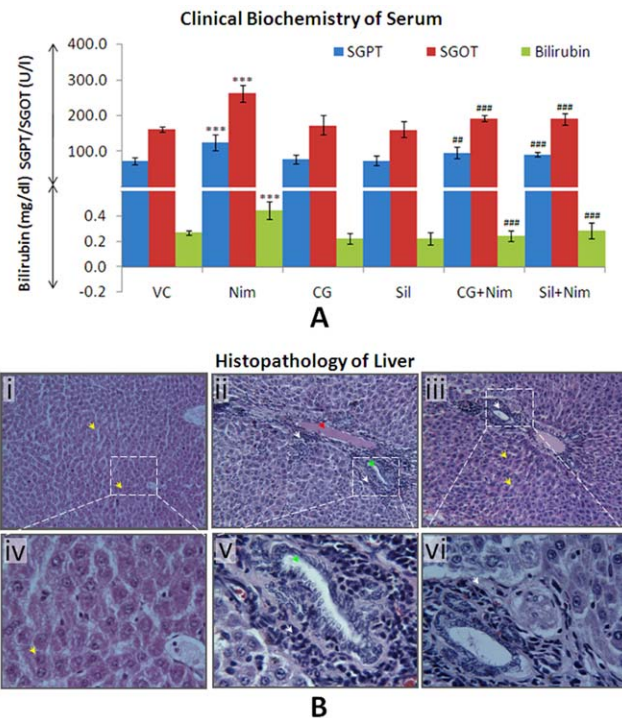 Clinical Biochemistry of Serum
SGPT SGOT Bilirubin
Bilirubin (mg/dl) SGPT/SGOT (U/l)
400.0
300.0
200.0
100.0
0.4
0.2
0.0
-0.2
***
***
***
##
###
###
###
###
###
VC Nim CG Sil CG+Nim Sil+Nim
A
Histopathology of Liver
i ii iii
iv v vi
B